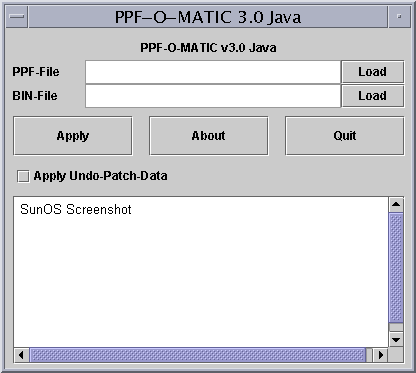 PPF-O-MATIC 3.0 Java
PPF-O-MATIC v3.0 Java
PPF-File Load
BIN-File Load
Apply About Quit
Apply Undo-Patch-Data
SunOS Screenshot